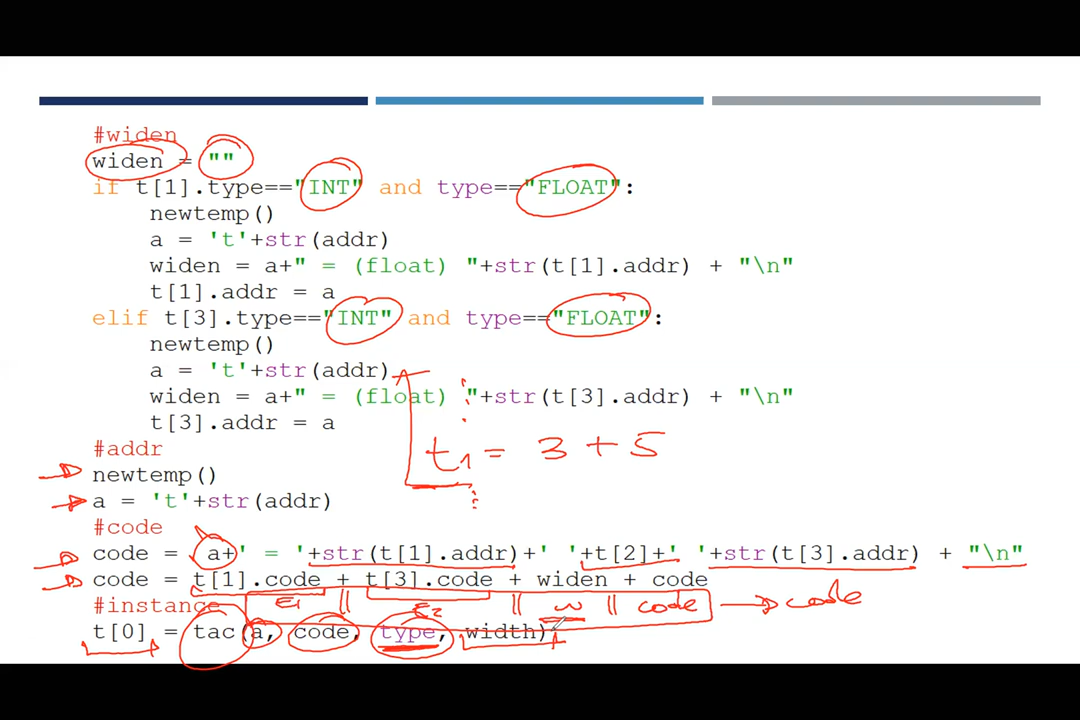 #widen
widen = ""
if t[1].type=="INT" and type=="FLOAT":
newtemp()
a = 't'+str(addr)
widen = a+" = (float) "+str(t[1].addr) + "\n"
t[1].addr = a
elif t[3].type=="INT" and type=="FLOAT":
newtemp()
a = 't'+str(addr)
widen = a+" = (float) "+str(t[3].addr) + "\n"
t[3].addr = a
t1 = 3 + 5
#addr
newtemp()
a = 't'+str(addr)
#code
code = a+' = '+str(t[1].addr)+' '+t[2]+' '+str(t[3].addr) + "\n"
code = t[1].code + t[3].code + widen + code
E1 || E2 || w || code → code
#instance
t[0] = tac(a, code, type, width)